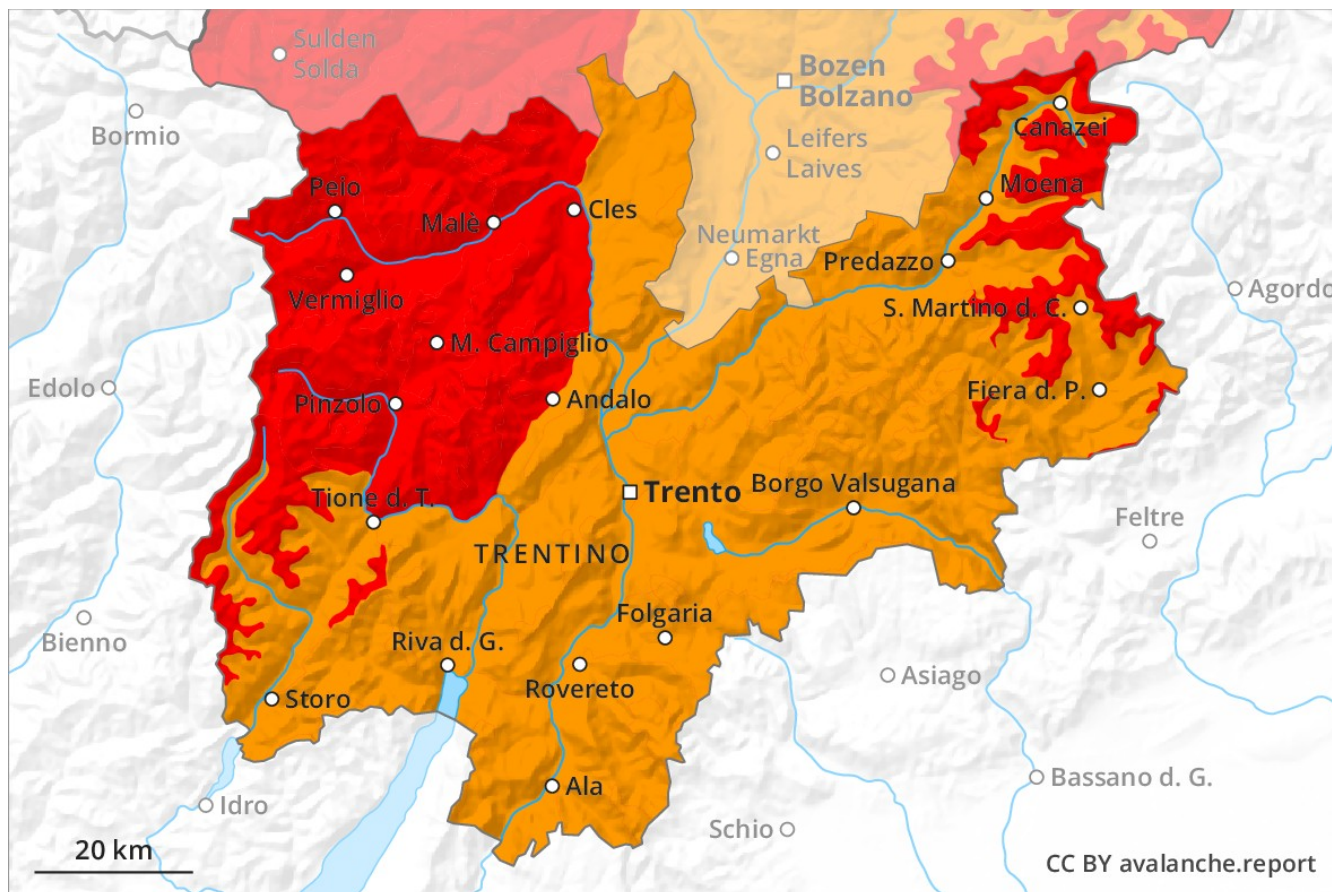 Sulden
Solda
Bozen
Bolzano
Bormio
Canazei
Leifers
Laives
Peio
Moena
Malè
Cles
Neumarkt
Egna
Predazzo
Vermiglio
Agordo
S. Martino d. C.
M. Campiglio
Edolo
Fiera d. P.
Pinzolo
Andalo
Trento
Borgo Valsugana
Tione d. T.
Feltre
TRENTINO
Bienno
Folgaria
Riva d. G.
Asiago
Rovereto
Storo
Bassano d. G.
Ala
Idro
Schio
20 km
CC BY avalanche.report